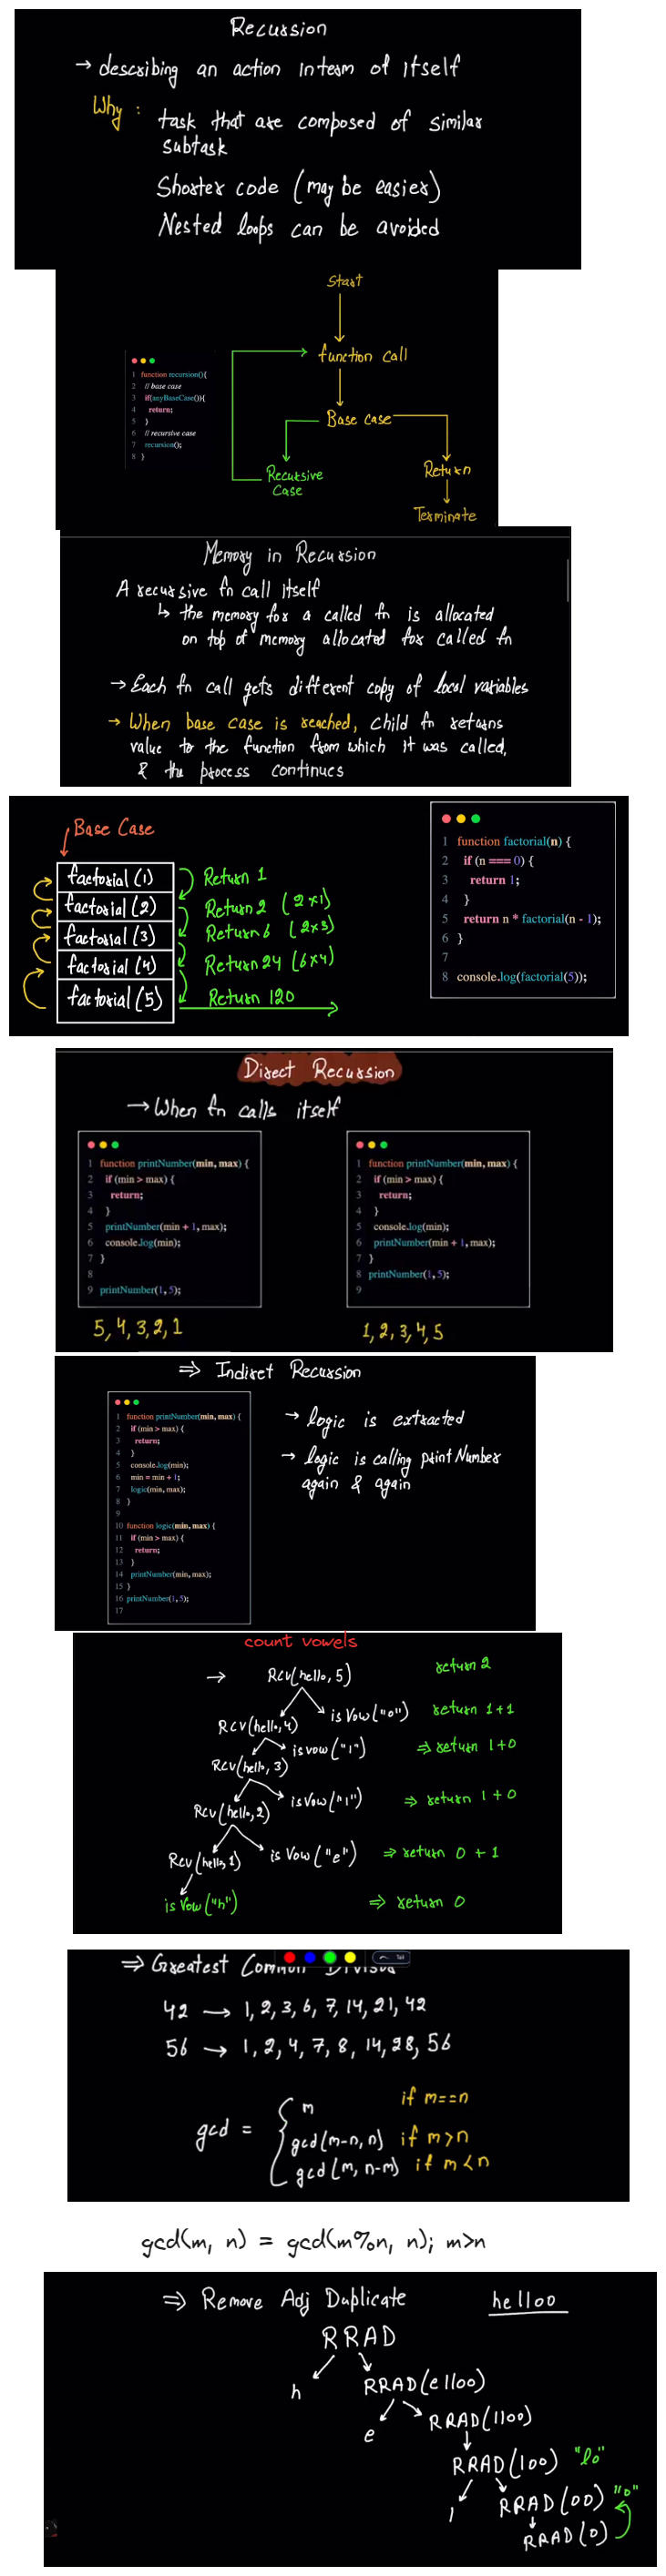 Recursion
→ describing an action interm of itself
Why : task that are composed of similar
subtask
Shorter code (may be easier)
Nested loops can be avoided
Start
function call
1 function recursion(){
2 // base case
3 if(anyBaseCase()){
4 return;
5 }
6 // recursive case
7 recursion();
8 }
Base case
Recursive
Case
Return
Terminate
Memory in Recursion
A recursive fn call itself
↳ the memory for a called fn is allocated
on top of memory allocated for called fn
→ Each fn call gets different copy of local variables
→ When base case is reached, child fn returns
value to the function from which it was called,
& the process continues
Base Case
factorial (1) Return 1
factorial (2) Return 2 (2×1)
factorial (3) Return 6 (2×3)
factorial (4) Return 24 (6×4)
factorial (5) Return 120
1 function factorial(n) {
2 if (n === 0) {
3 return 1;
4 }
5 return n * factorial(n - 1);
6 }
7
8 console.log(factorial(5));
Direct Recursion
→ When fn calls itself
1 function printNumber(min, max) {
2 if (min > max) {
3 return;
4 }
5 printNumber(min + 1, max);
6 console.log(min);
7 }
8
9 printNumber(1, 5);
5, 4, 3, 2, 1
1 function printNumber(min, max) {
2 if (min > max) {
3 return;
4 }
5 console.log(min);
6 printNumber(min + 1, max);
7 }
8 printNumber(1, 5);
9
1, 2, 3, 4, 5
⇒ Indiret Recursion
1 function printNumber(min, max) {
2 if (min > max) {
3 return;
4 }
5 console.log(min);
6 min = min + 1;
7 logic(min, max);
8 }
9
10 function logic(min, max) {
11 if (min > max) {
12 return;
13 }
14 printNumber(min, max);
15 }
16 printNumber(1, 5);
17
→ logic is extracted
→ logic is calling print Number
again & again
count vowels
→ Rcv(hello, 5) return 2
Rcv(hello, 4) is Vow("o") return 1+1
is vow("l") ⇒ return 1+0
Rcv(hello, 3)
Rcv(hello, 2) is Vow("l") ⇒ return 1+0
Rcv(hello, 1) is Vow("e") ⇒ return 0 + 1
is Vow("h") ⇒ return 0
⇒ Greatest Common Divisor
42 → 1, 2, 3, 6, 7, 14, 21, 42
56 → 1, 2, 4, 7, 8, 14, 28, 56
m if m==n
gcd = gcd(m-n, n) if m>n
gcd(m, n-m) if m<n
gcd(m, n) = gcd(m%n, n); m>n
⇒ Remove Adj Duplicate helloo
RRAD
h RRAD(elloo)
e RRAD(lloo)
RRAD(loo) "lo"
l RRAD(oo) "o"
RRAD(o)